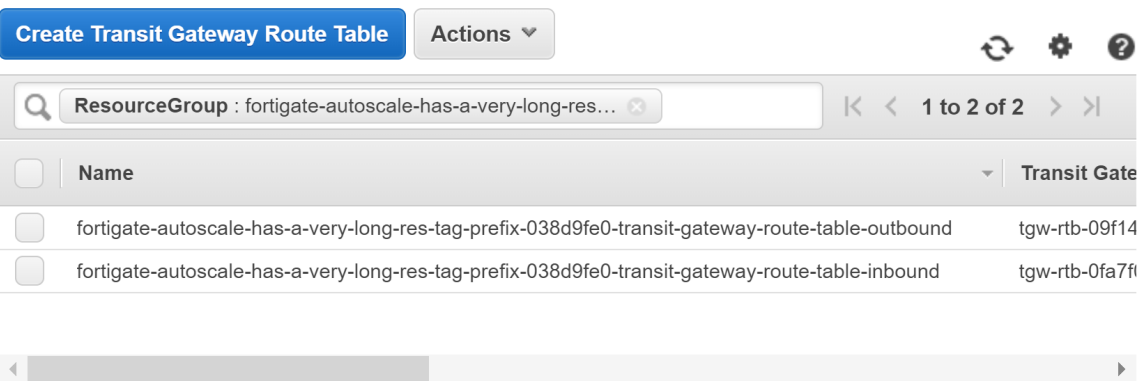 Create Transit Gateway Route Table Actions
ResourceGroup : fortigate-autoscale-has-a-very-long-res… 1 to 2 of 2
Name Transit Gate
fortigate-autoscale-has-a-very-long-res-tag-prefix-038d9fe0-transit-gateway-route-table-outbound tgw-rtb-09f14
fortigate-autoscale-has-a-very-long-res-tag-prefix-038d9fe0-transit-gateway-route-table-inbound tgw-rtb-0fa7f